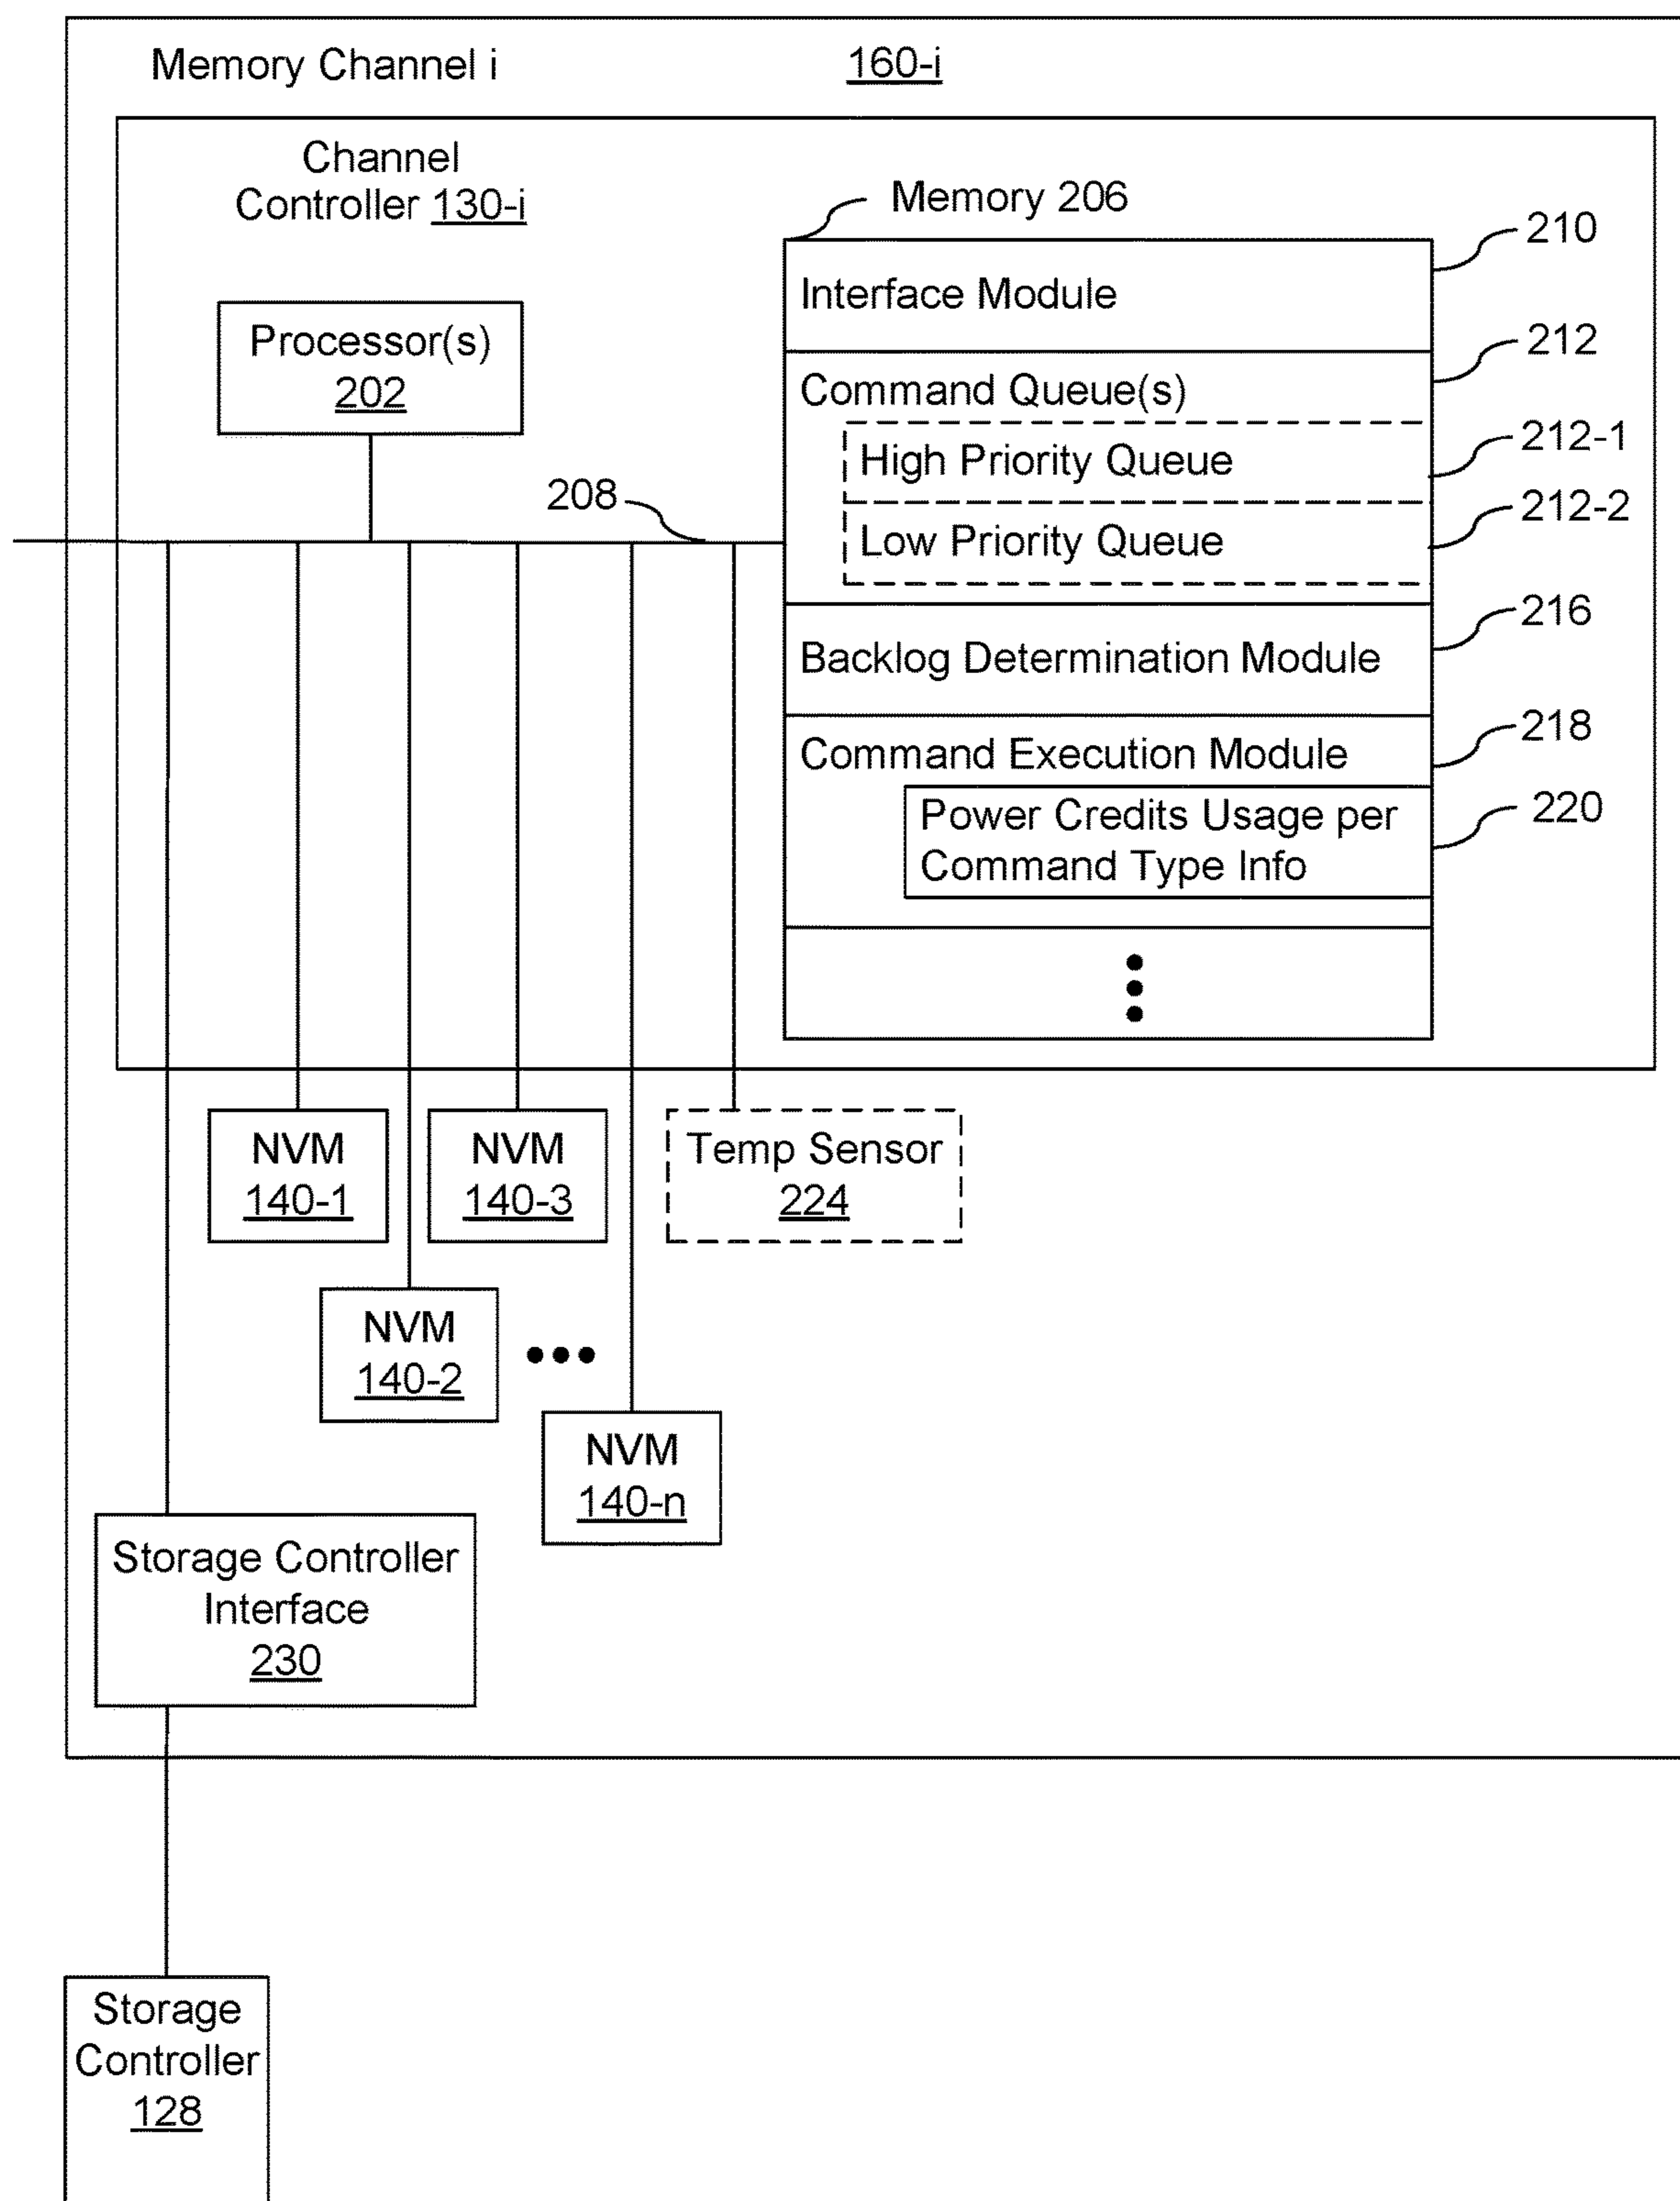 Memory Channel i
160-i
Channel
Controller 130-i
Memory 206
210
Interface Module
Processor(s)
202
212
Command Queue(s)
212-1
High Priority Queue
208
212-2
Low Priority Queue
216
Backlog Determination Module
218
Command Execution Module
220
Power Credits Usage per
Command Type Info
NVM
140-1
NVM
140-3
Temp Sensor
224
NVM
140-2
NVM
140-n
Storage Controller
Interface
230
Storage
Controller
128